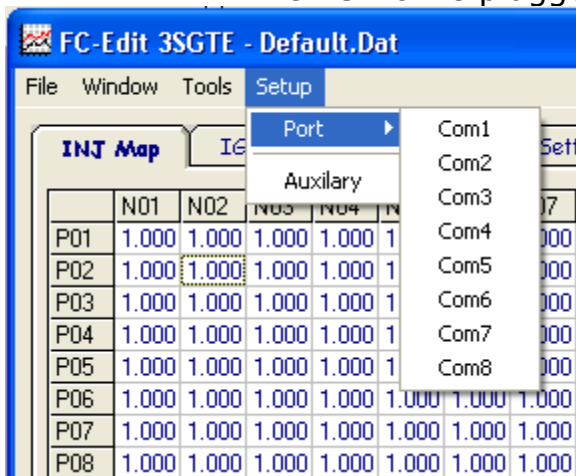 FC-Edit 3SGTE - Default.Dat
File Window Tools Setup
Port
Auxilary
Com1
Com2
Com3
Com4
Com5
Com6
Com7
Com8
INJ Map
N01 N02 N03 N04
P01 1.000 1.000 1.000 1.000
P02 1.000 1.000 1.000 1.000
P03 1.000 1.000 1.000 1.000
P04 1.000 1.000 1.000 1.000
P05 1.000 1.000 1.000 1.000
P06 1.000 1.000 1.000 1.000 1.000 1.000 1.000
P07 1.000 1.000 1.000 1.000 1.000 1.000 1.000
P08 1.000 1.000 1.000 1.000 1.000 1.000 1.000